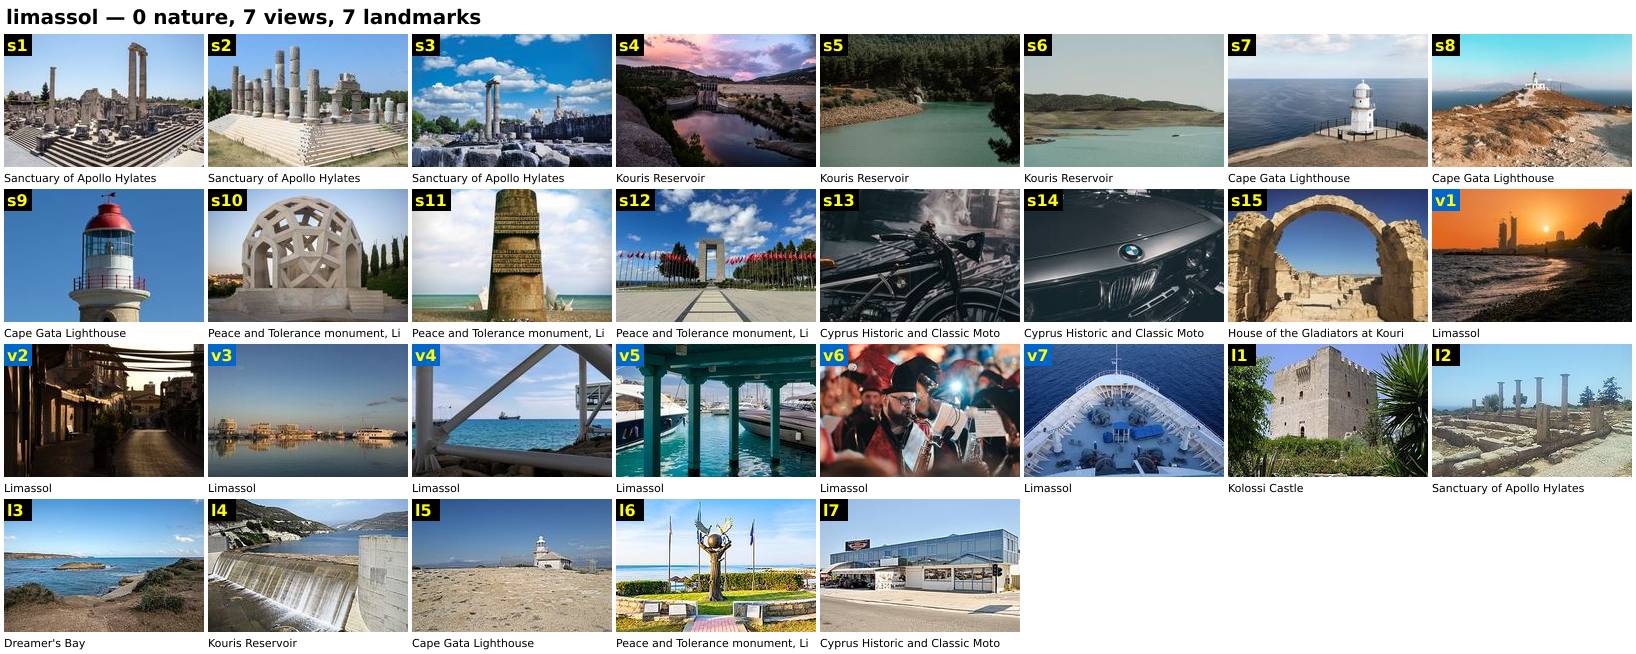 limassol — 0 nature, 7 views, 7 landmarks
s1 s2 s3 s4 s5 s6 s7 s8
Sanctuary of Apollo Hylates Sanctuary of Apollo Hylates Sanctuary of Apollo Hylates Kouris Reservoir Kouris Reservoir Kouris Reservoir Cape Gata Lighthouse Cape Gata Lighthouse
s9 s10 s11 s12 s13 s14 s15 v1
Cape Gata Lighthouse Peace and Tolerance monument, Li Peace and Tolerance monument, Li Peace and Tolerance monument, Li Cyprus Historic and Classic Moto Cyprus Historic and Classic Moto House of the Gladiators at Kouri Limassol
v2 v3 v4 v5 v6 v7 l1 l2
Limassol Limassol Limassol Limassol Limassol Limassol Kolossi Castle Sanctuary of Apollo Hylates
l3 l4 l5 l6 l7
Dreamer's Bay Kouris Reservoir Cape Gata Lighthouse Peace and Tolerance monument, Li Cyprus Historic and Classic Moto